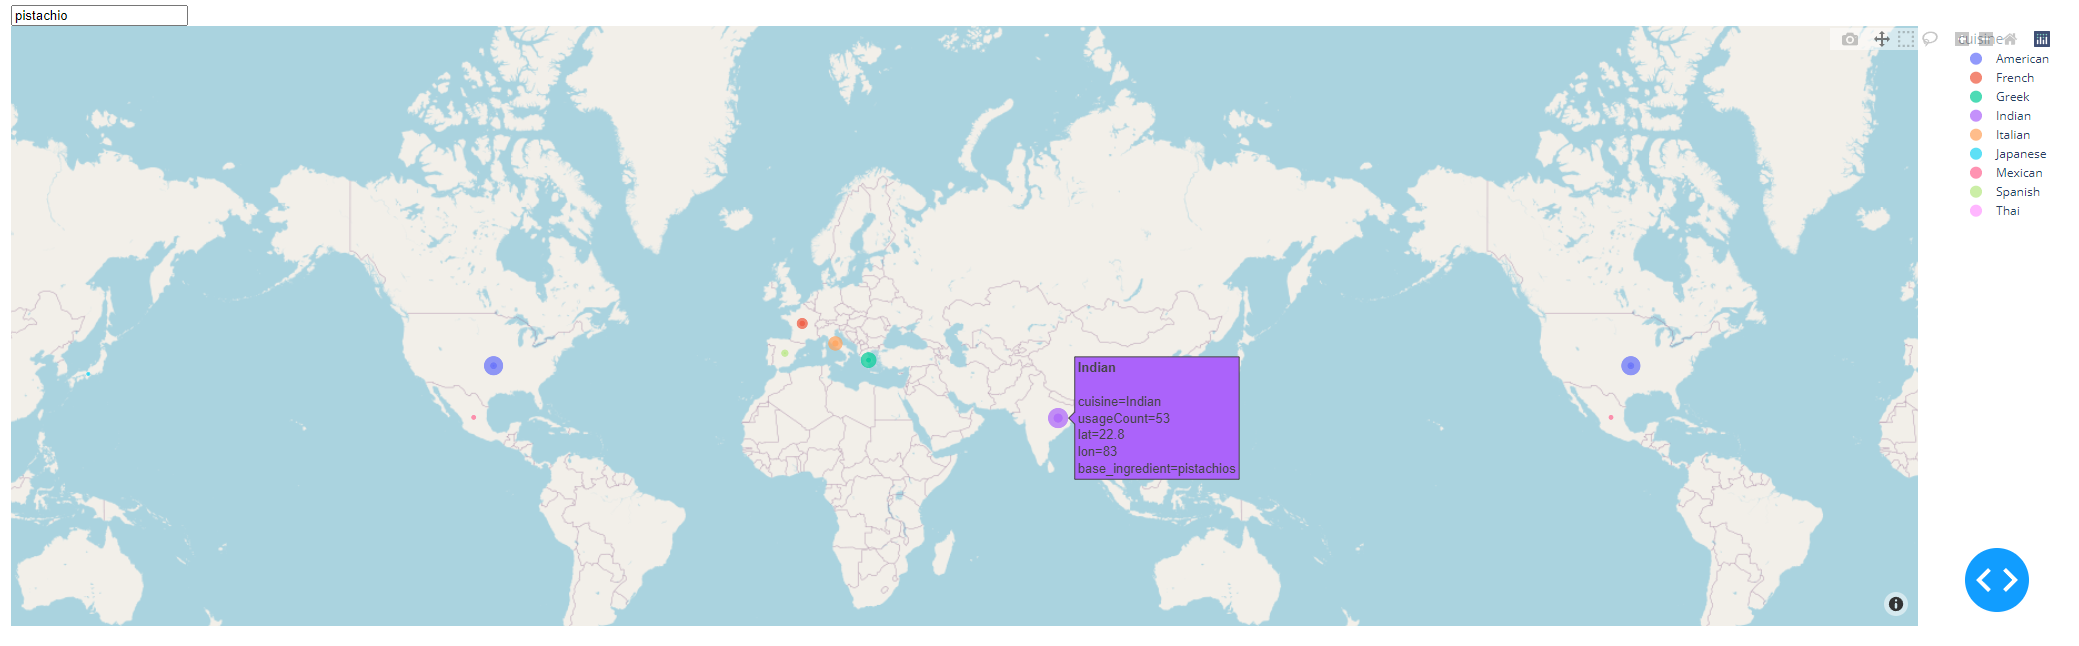 pistachio
cuisine
American
French
Greek
Indian
Italian
Japanese
Mexican
Spanish
Thai
Indian
cuisine=Indian
usageCount=53
lat=22.8
lon=83
base_ingredient=pistachios